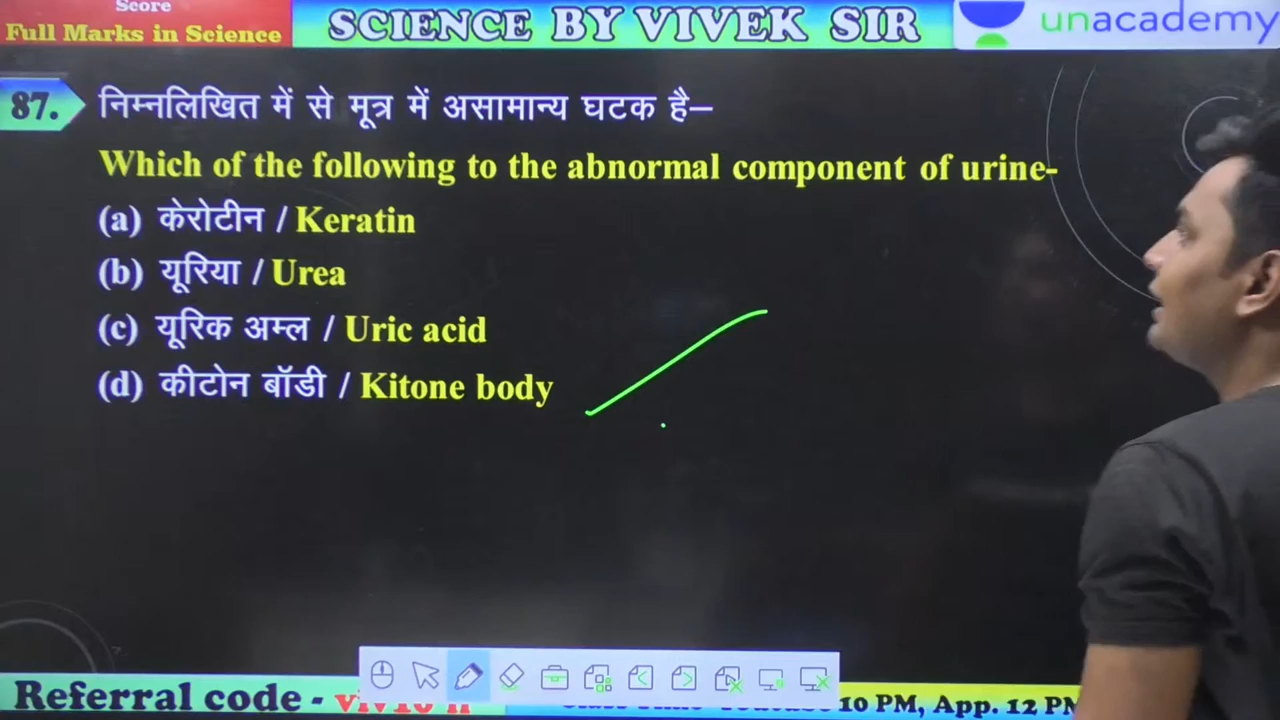 Score
Full Marks in Science
SCIENCE BY VIVEK SIR
unacademy
87. निम्नलिखित में से मूत्र में असामान्य घटक है–
Which of the following to the abnormal component of urine-
(a) केरोटीन / Keratin
(b) यूरिया / Urea
(c) यूरिक अम्ल / Uric acid
(d) कीटोन बॉडी / Kitone body
Referral code -
10 PM, App. 12 PM